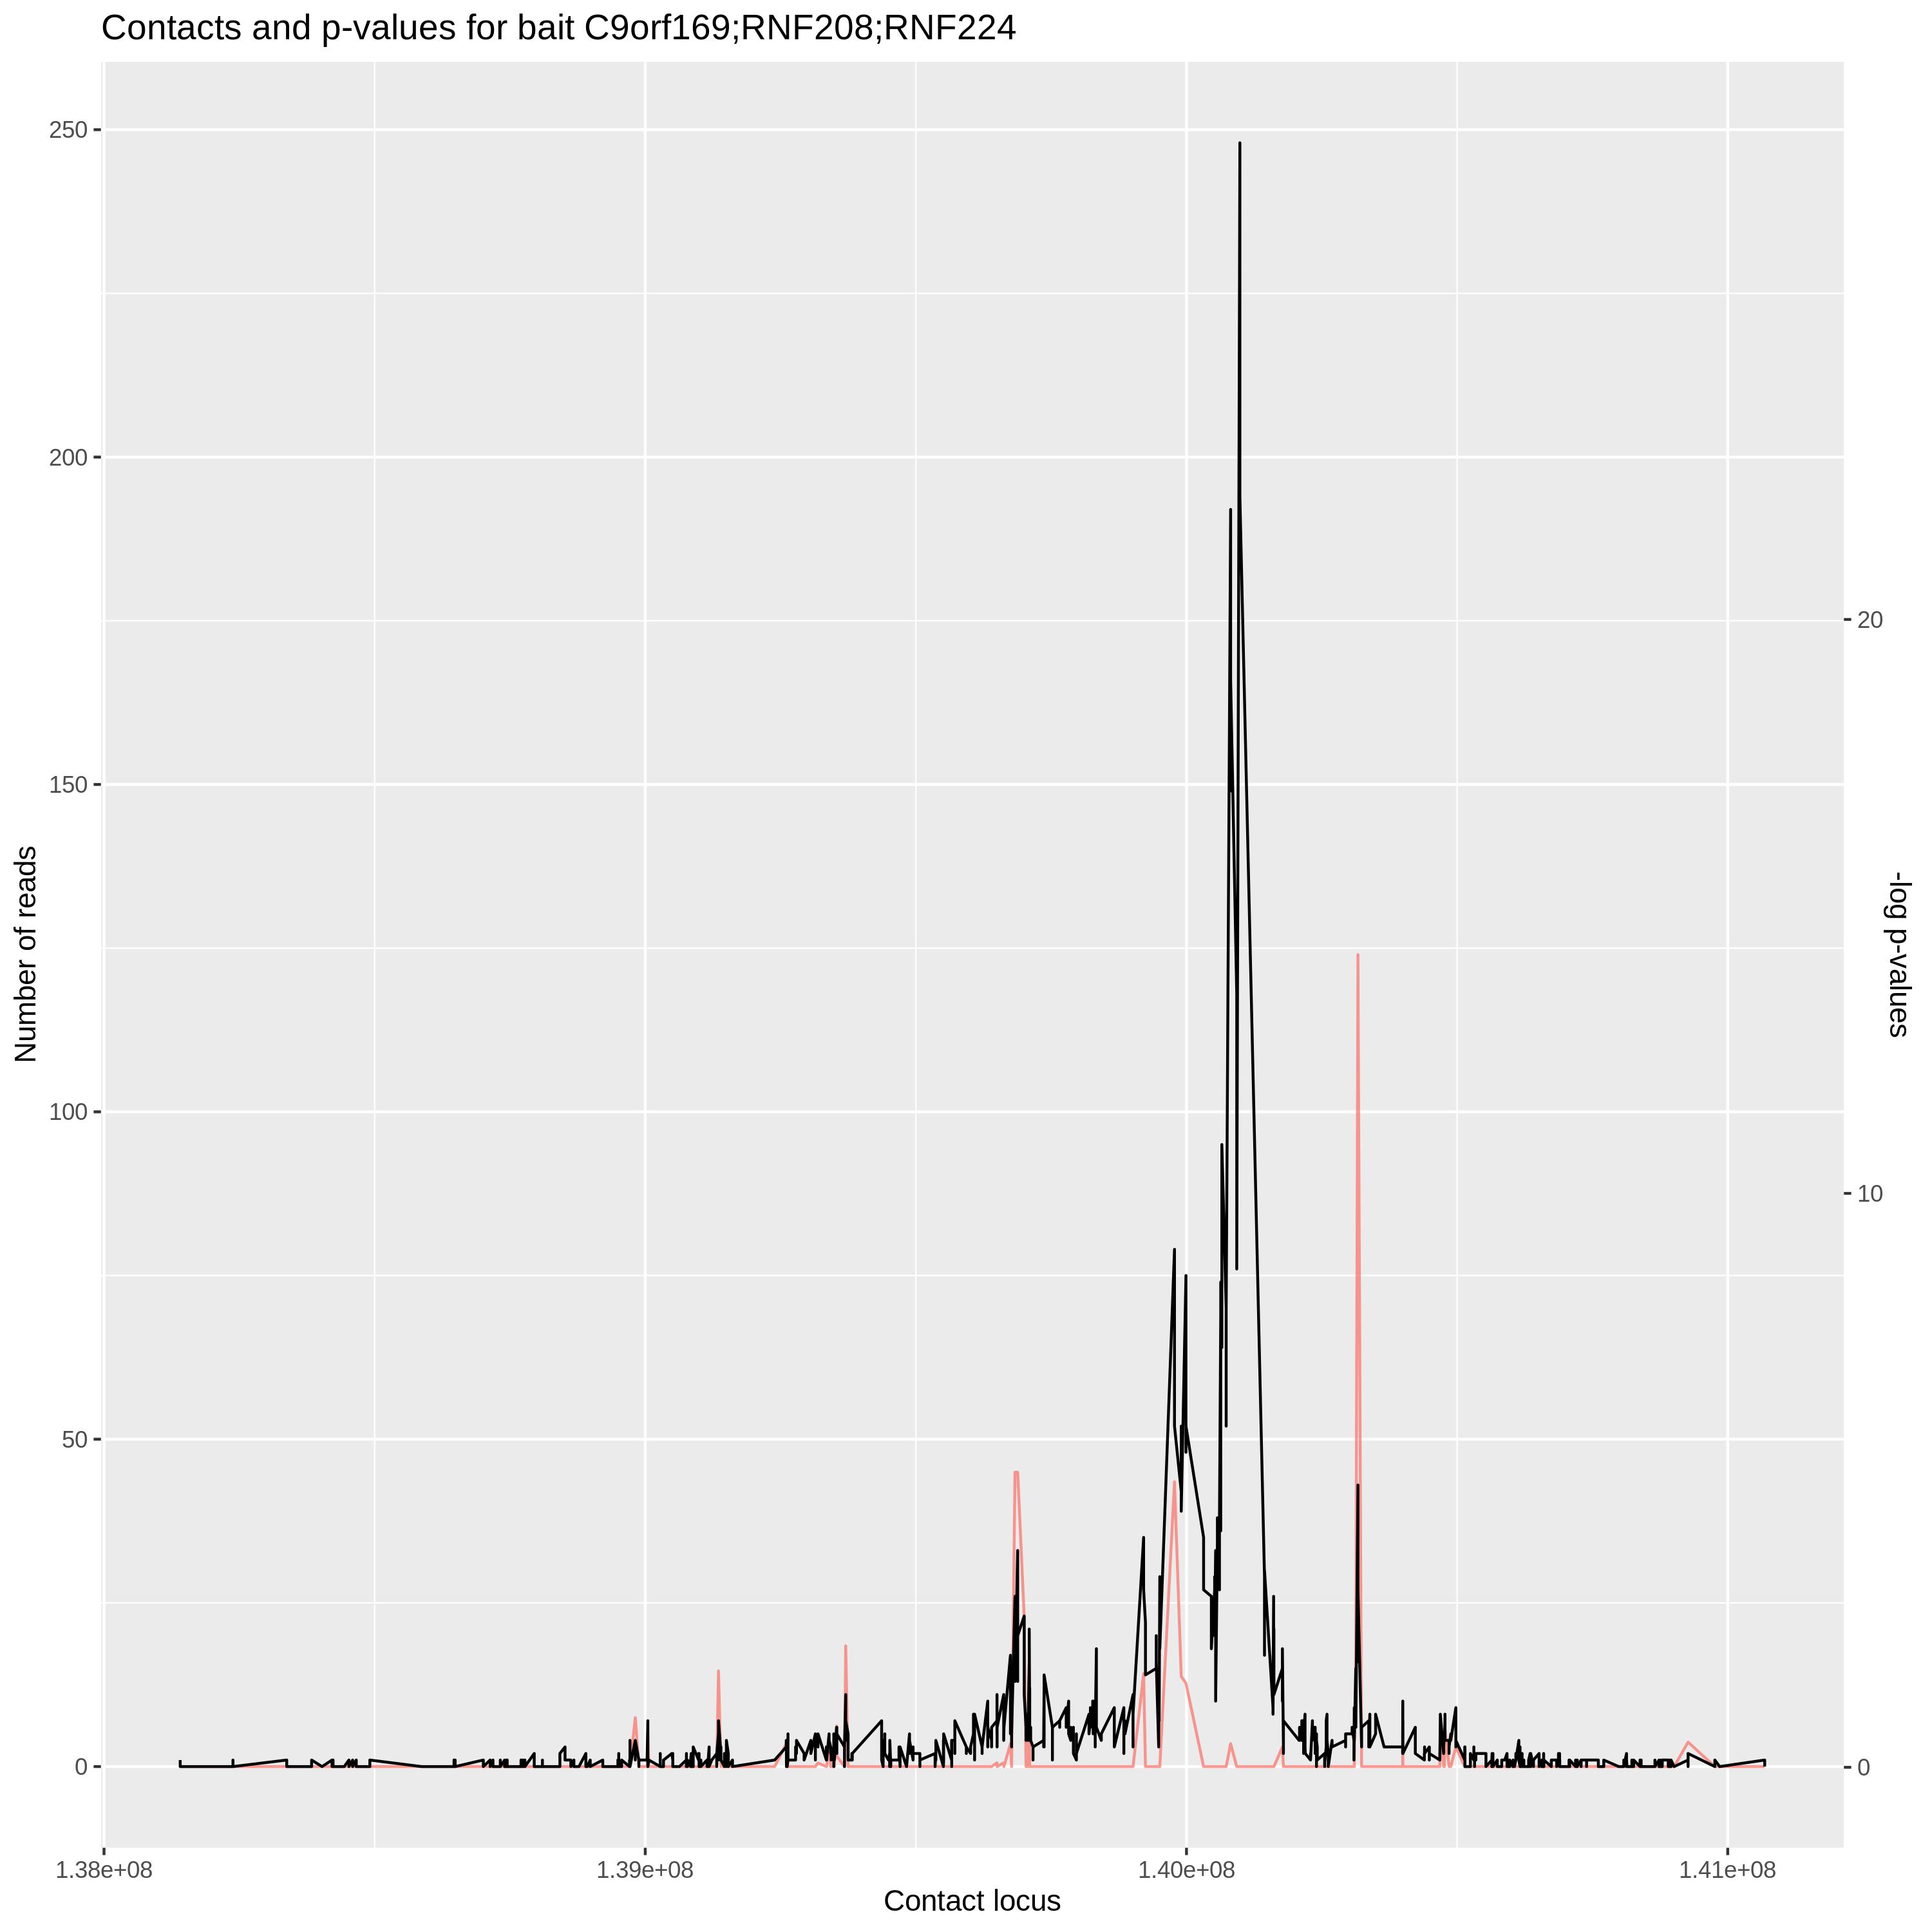 Contacts and p-values for bait C9orf169;RNF208;RNF224
250
200
150
100
50
0
Number of reads
20
10
0
-log p-values
1.38e+08
1.39e+08
1.40e+08
1.41e+08
Contact locus